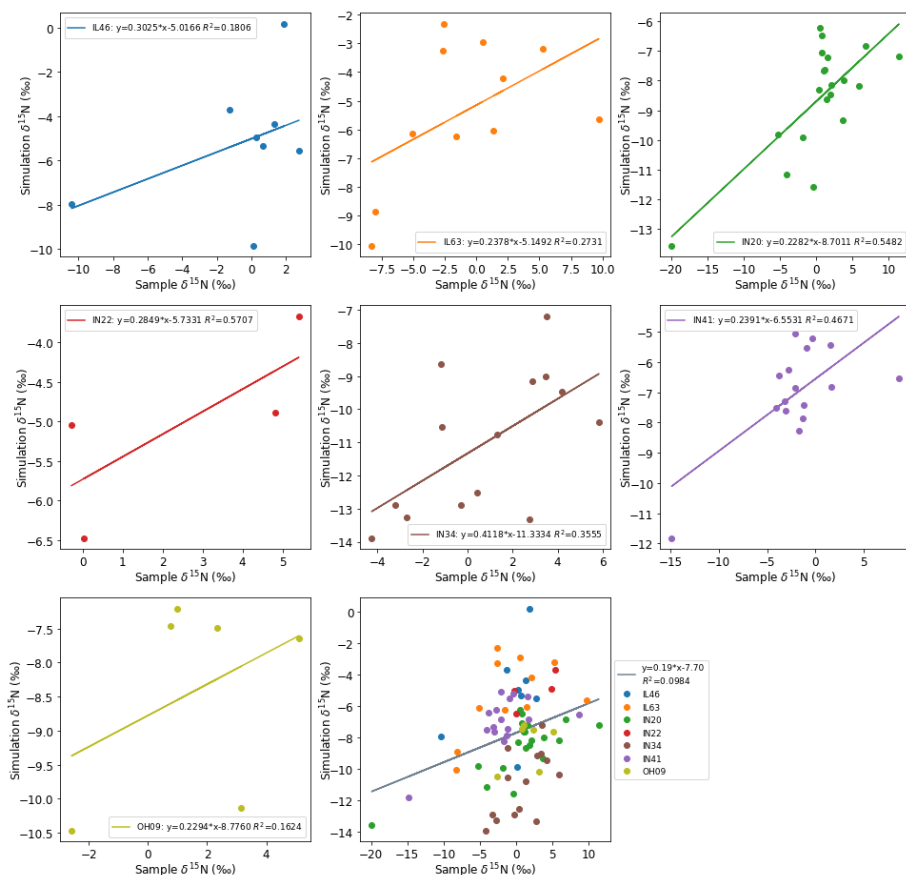 IL46: y=0.3025*x-5.0166 R²=0.1806
Simulation δ¹⁵N (‰)
0
−2
−4
−6
−8
−10
−10 −8 −6 −4 −2 0 2
Sample δ¹⁵N (‰)
IL63: y=0.2378*x-5.1492 R²=0.2731
Simulation δ¹⁵N (‰)
−2
−3
−4
−5
−6
−7
−8
−9
−10
−7.5 −5.0 −2.5 0.0 2.5 5.0 7.5 10.0
Sample δ¹⁵N (‰)
IN20: y=0.2282*x-8.7011 R²=0.5482
Simulation δ¹⁵N (‰)
−6
−7
−8
−9
−10
−11
−12
−13
−20 −15 −10 −5 0 5 10
Sample δ¹⁵N (‰)
IN22: y=0.2849*x-5.7331 R²=0.5707
Simulation δ¹⁵N (‰)
−4.0
−4.5
−5.0
−5.5
−6.0
−6.5
0 1 2 3 4 5
Sample δ¹⁵N (‰)
IN34: y=0.4118*x-11.3334 R²=0.3555
Simulation δ¹⁵N (‰)
−7
−8
−9
−10
−11
−12
−13
−14
−4 −2 0 2 4 6
Sample δ¹⁵N (‰)
IN41: y=0.2391*x-6.5531 R²=0.4671
Simulation δ¹⁵N (‰)
−5
−6
−7
−8
−9
−10
−11
−12
−15 −10 −5 0 5
Sample δ¹⁵N (‰)
OH09: y=0.2294*x-8.7760 R²=0.1624
Simulation δ¹⁵N (‰)
−7.5
−8.0
−8.5
−9.0
−9.5
−10.0
−10.5
−2 0 2 4
Sample δ¹⁵N (‰)
Simulation δ¹⁵N (‰)
0
−2
−4
−6
−8
−10
−12
−14
−20 −15 −10 −5 0 5 10
Sample δ¹⁵N (‰)
y=0.19*x-7.70
R²=0.0984
IL46
IL63
IN20
IN22
IN34
IN41
OH09